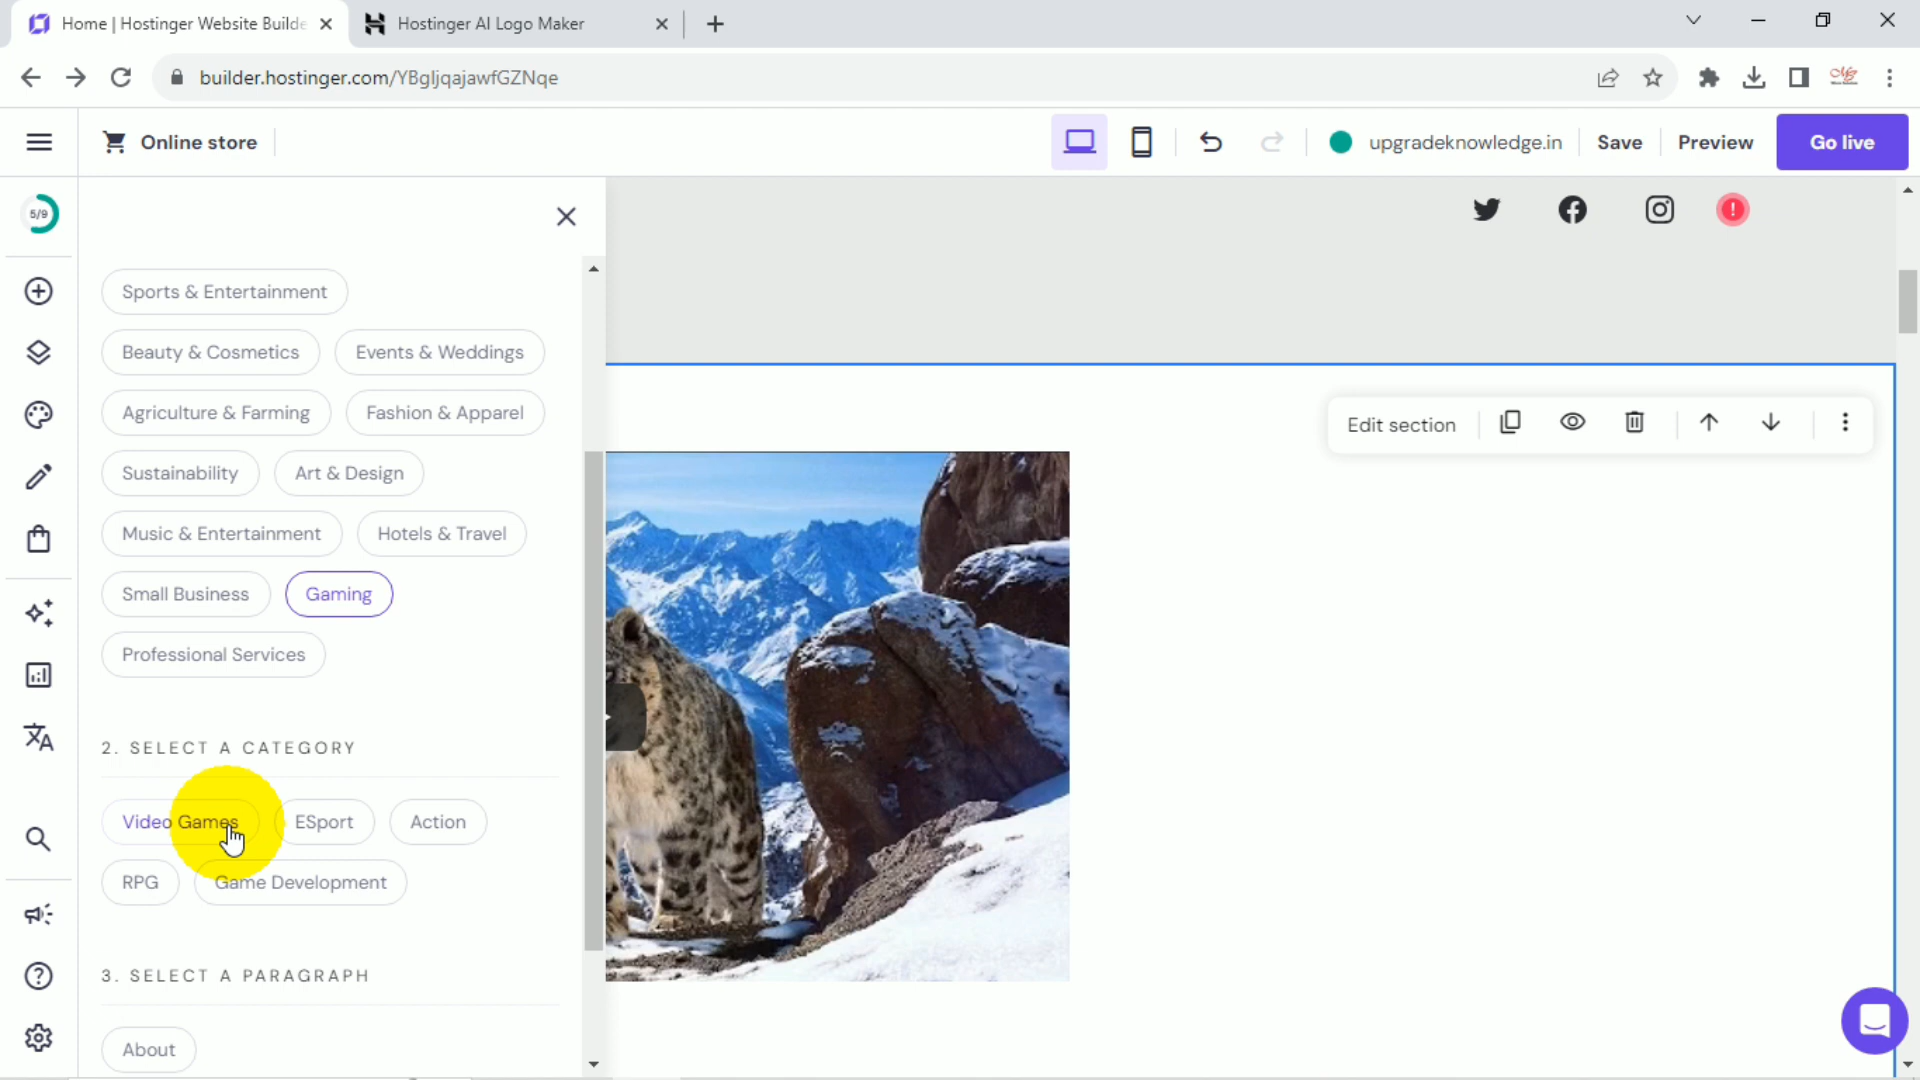 Home | Hostinger Website Builde
Hostinger AI Logo Maker
builder.hostinger.com/YBgljqajawfGZNqe
Online store
upgradeknowledge.in
Save
Preview
Go live
5/9
Sports & Entertainment
Beauty & Cosmetics
Events & Weddings
Agriculture & Farming
Fashion & Apparel
Edit section
Sustainability
Art & Design
Music & Entertainment
Hotels & Travel
Small Business
Gaming
Professional Services
2. SELECT A CATEGORY
Video Games
ESport
Action
RPG
Game Development
3. SELECT A PARAGRAPH
About